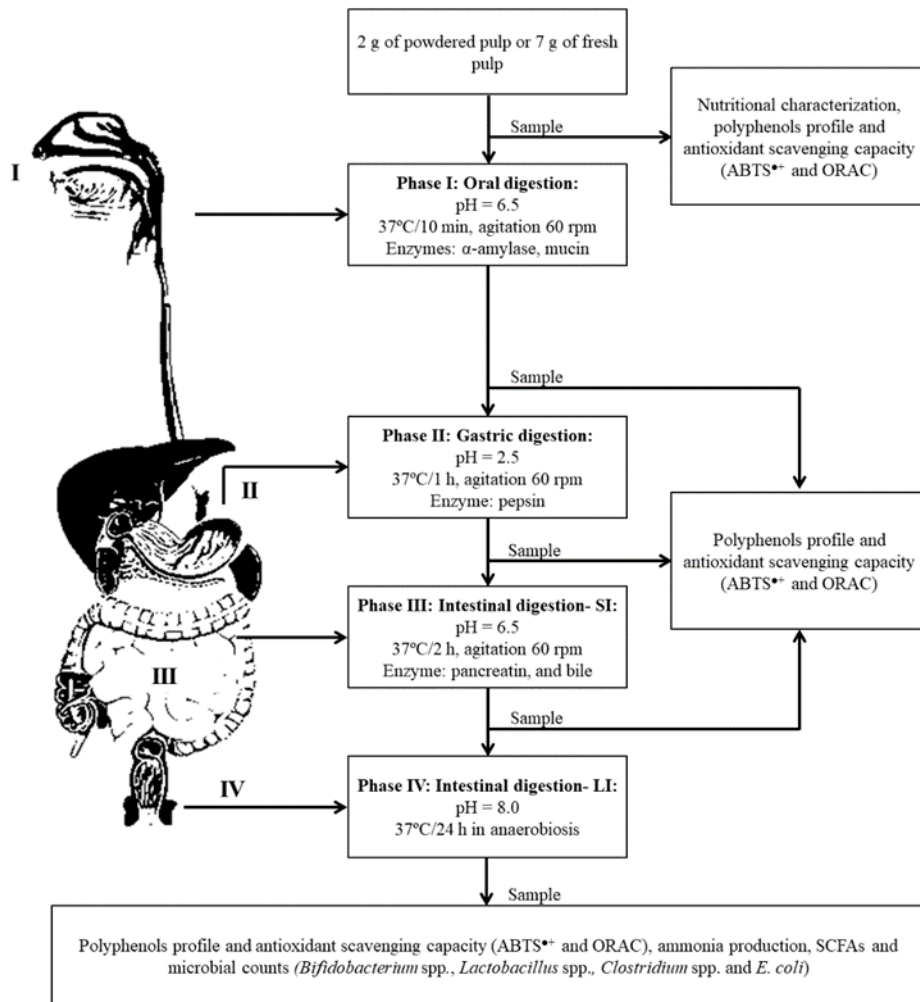 2 g of powdered pulp or 7 g of fresh
pulp
Sample
Nutritional characterization,
polyphenols profile and
antioxidant scavenging capacity
(ABTS•+ and ORAC)
I
Phase I: Oral digestion:
pH = 6.5
37ºC/10 min, agitation 60 rpm
Enzymes: α-amylase, mucin
Sample
Phase II: Gastric digestion:
pH = 2.5
37ºC/1 h, agitation 60 rpm
Enzyme: pepsin
II
Sample
Polyphenols profile and
antioxidant scavenging capacity
(ABTS•+ and ORAC)
Phase III: Intestinal digestion- SI:
pH = 6.5
37ºC/2 h, agitation 60 rpm
Enzyme: pancreatin, and bile
III
Sample
Phase IV: Intestinal digestion- LI:
pH = 8.0
37ºC/24 h in anaerobiosis
IV
Sample
Polyphenols profile and antioxidant scavenging capacity (ABTS•+ and ORAC), ammonia production, SCFAs and
microbial counts (Bifidobacterium spp., Lactobacillus spp., Clostridium spp. and E. coli)